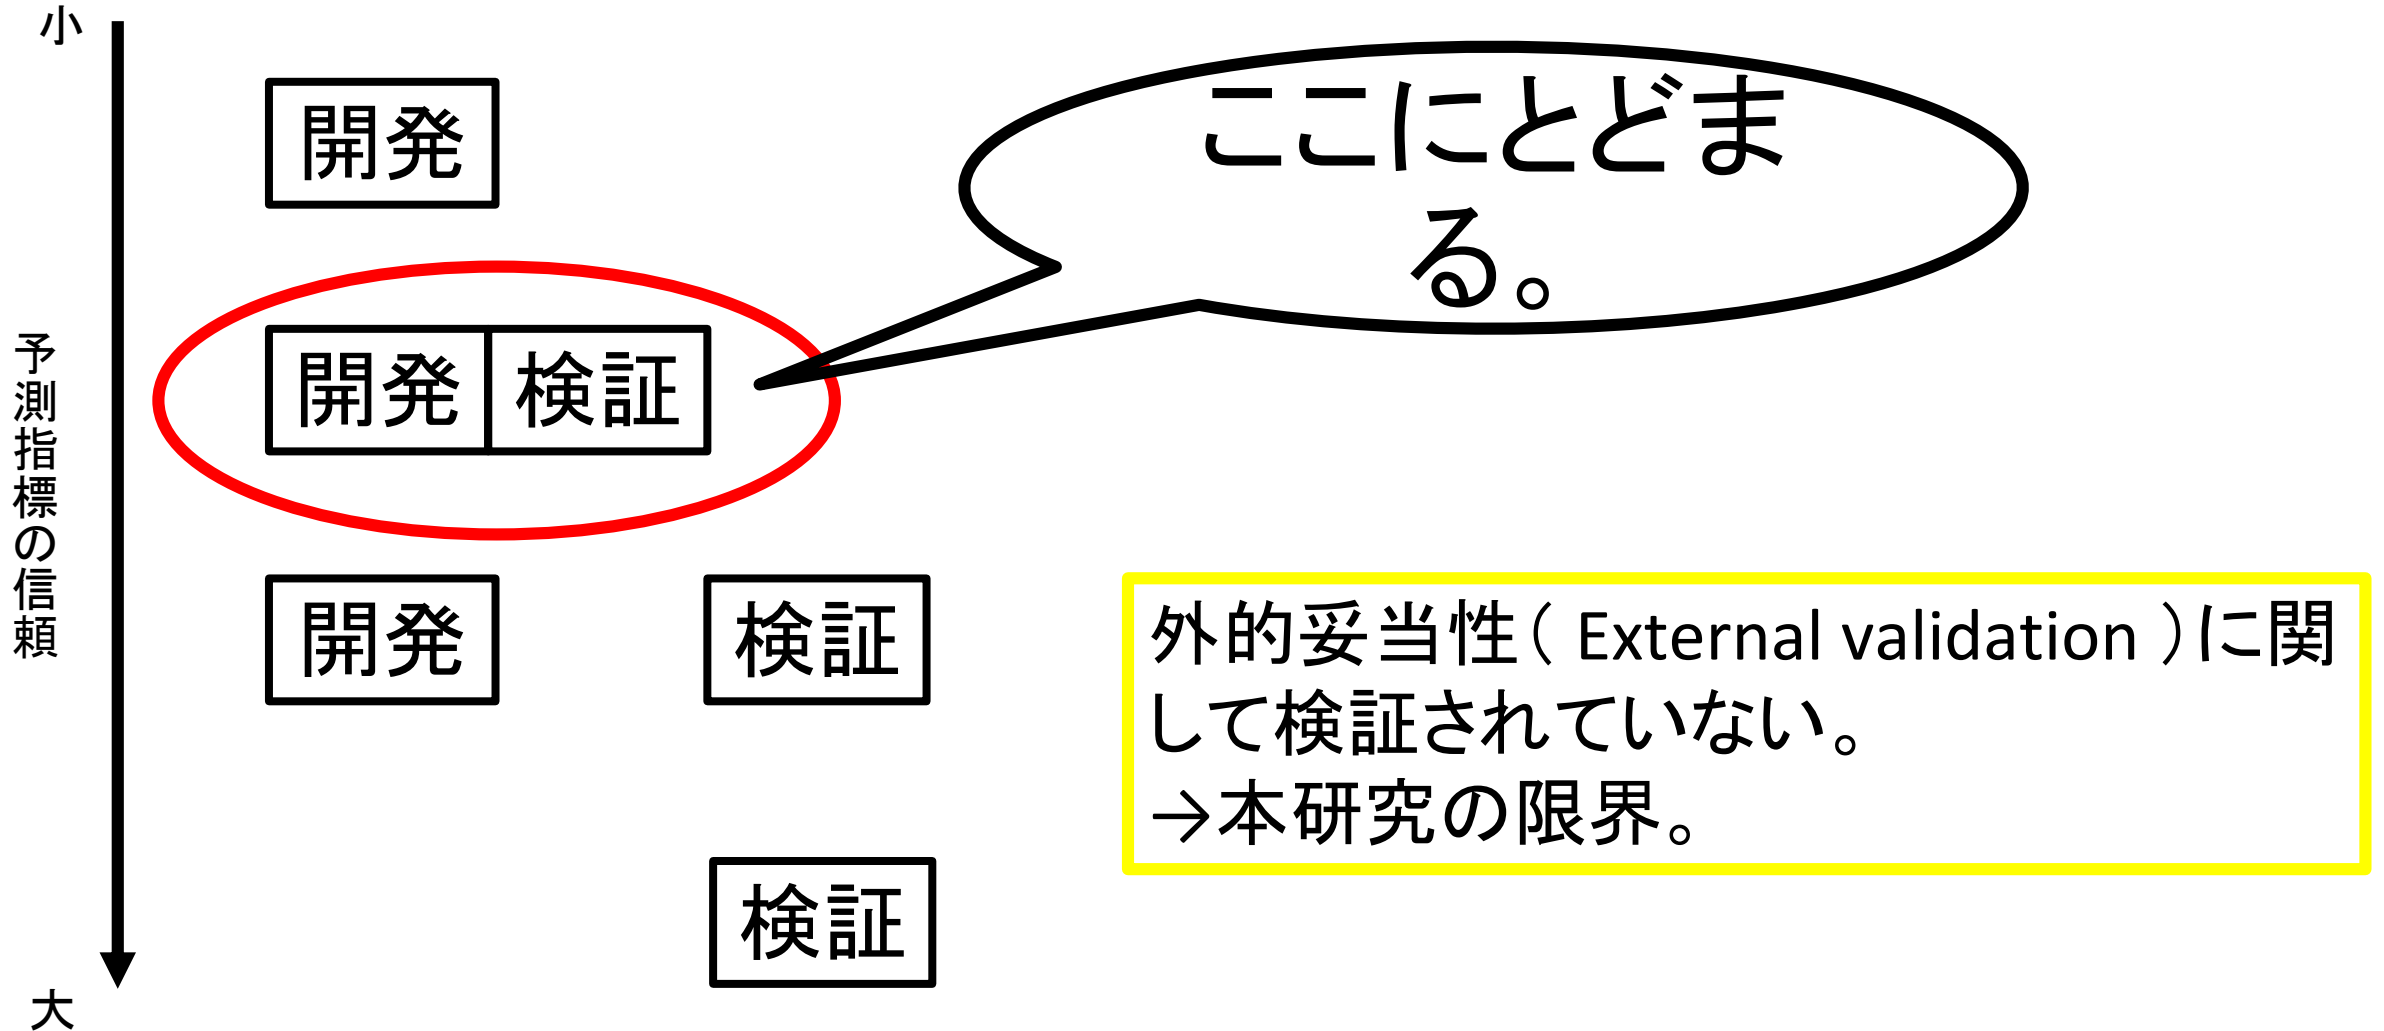 小
開発
ここにとどま
る。
予測指標の信頼
開発 検証
開発 検証
外的妥当性（ External validation ）に関
して検証されていない。
→本研究の限界。
検証
大